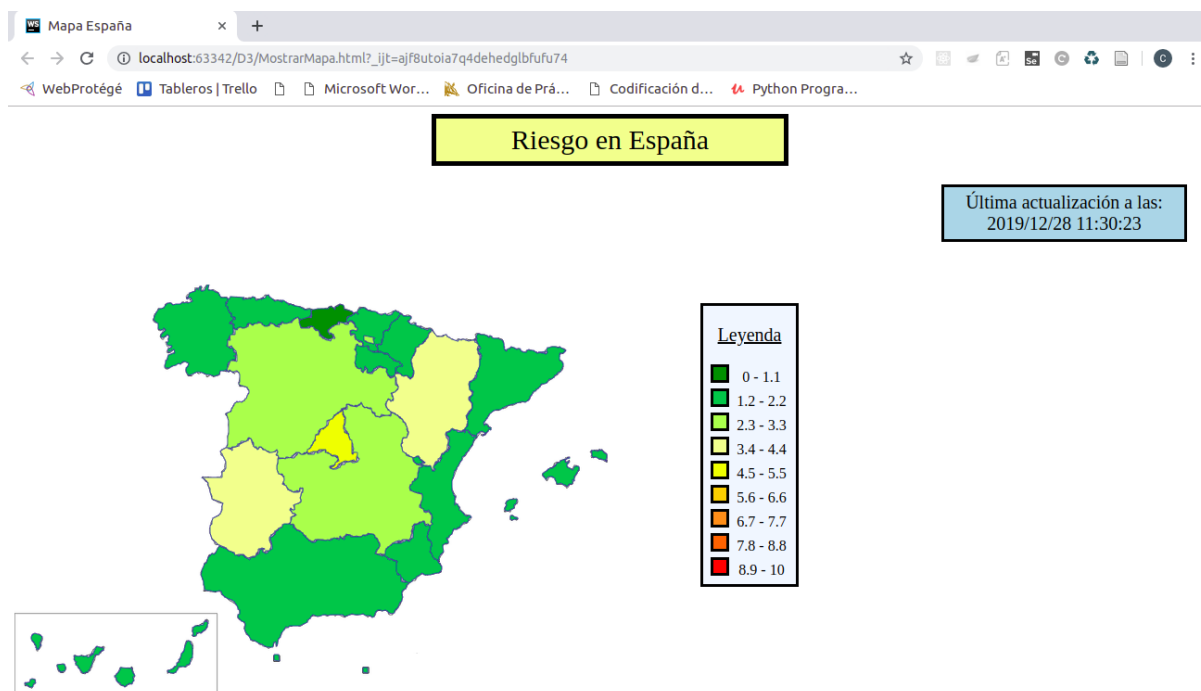 WS
Mapa España × +
localhost:63342/D3/MostrarMapa.html?_ijt=ajf8utoia7q4dehedglbfufu74
Se
C
C
WebProtégé Tableros | Trello Microsoft Wor... Oficina de Prá... Codificación d... Python Progra...
Riesgo en España
Última actualización a las:
2019/12/28 11:30:23
Leyenda
0 - 1.1
1.2 - 2.2
2.3 - 3.3
3.4 - 4.4
4.5 - 5.5
5.6 - 6.6
6.7 - 7.7
7.8 - 8.8
8.9 - 10